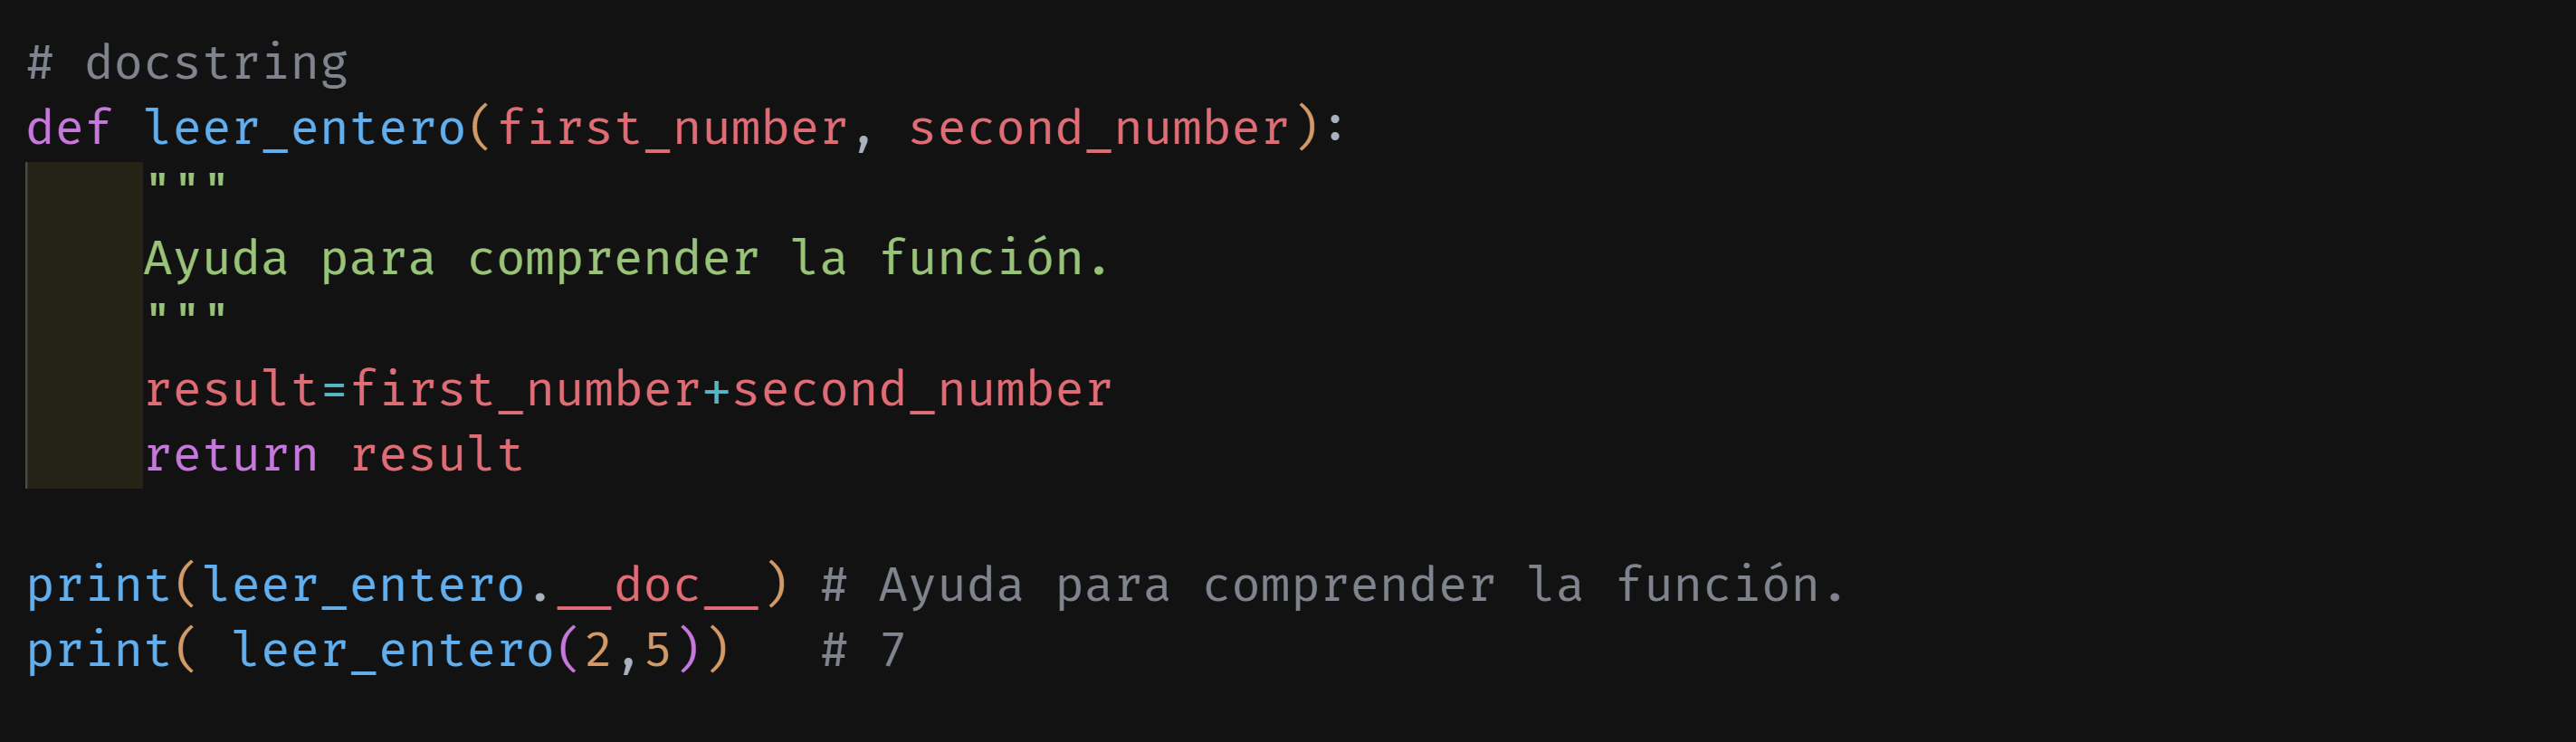 # docstring
def leer_entero(first_number, second_number):
    """
    Ayuda para comprender la función.
    """
    result=first_number+second_number
    return result

print(leer_entero.__doc__) # Ayuda para comprender la función.
print( leer_entero(2,5))   # 7